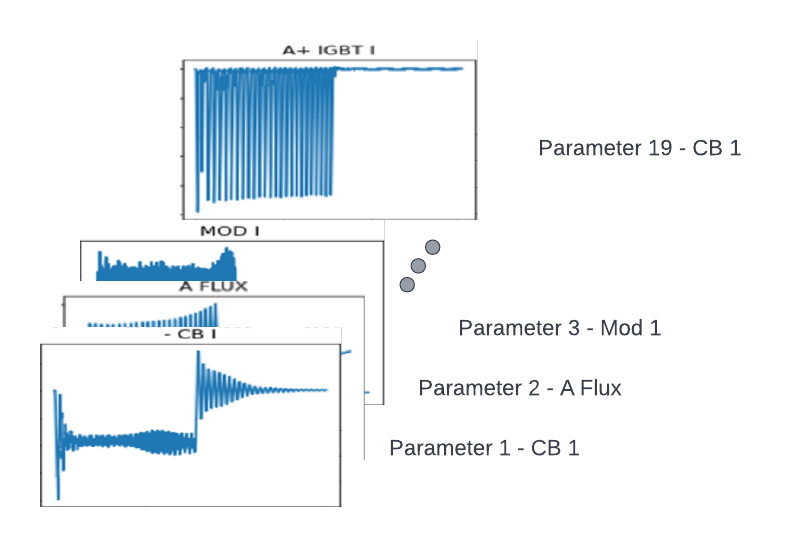 A+ IGBT I
Parameter 19 - CB 1
MOD I
A FLUX
Parameter 3 - Mod 1
- CB I
Parameter 2 - A Flux
Parameter 1 - CB 1